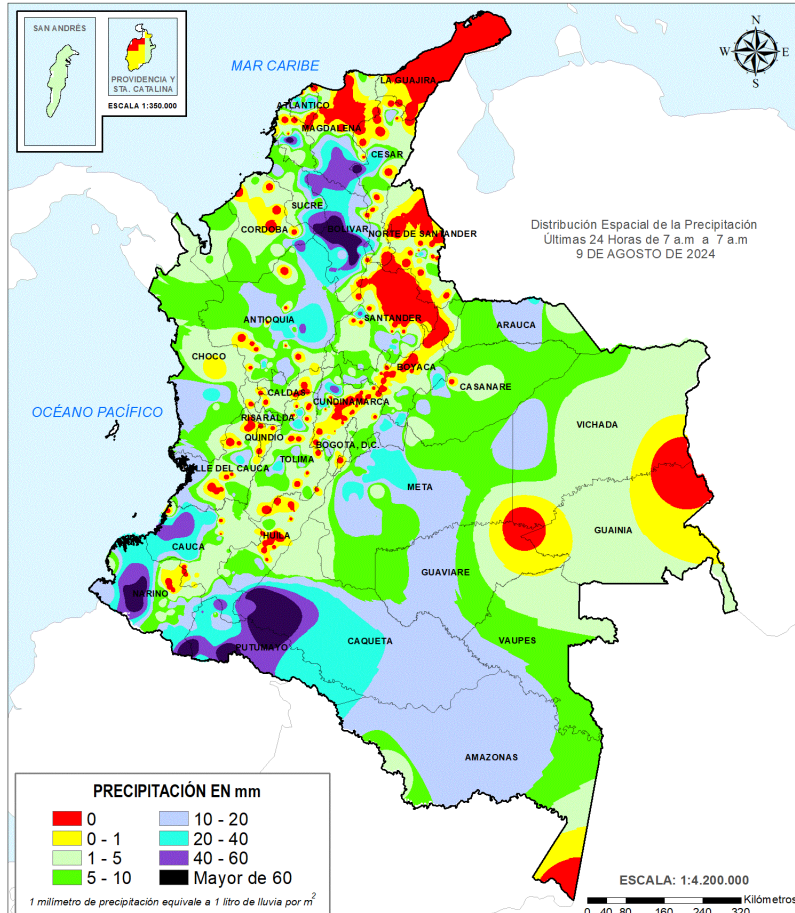 SAN ANDRÉS
PROVIDENCIA Y
STA. CATALINA
ESCALA 1:350.000
MAR CARIBE
N
W E
S
LA GUAJIRA
ATLANTICO
MAGDALENA
CESAR
SUCRE
CORDOBA
BOLIVAR
NORTE DE SANTANDER
Distribución Espacial de la Precipitación
Últimas 24 Horas de 7 a.m a 7 a.m
9 DE AGOSTO DE 2024
ANTIOQUIA
SANTANDER
ARAUCA
CHOCO
BOYACA
CASANARE
CALDAS
CUNDINAMARCA
OCÉANO PACÍFICO
RISARALDA
VICHADA
QUINDIO
BOGOTA, D.C.
TOLIMA
VALLE DEL CAUCA
META
GUAINIA
HUILA
CAUCA
GUAVIARE
NARIÑO
CAQUETA
VAUPES
PUTUMAYO
AMAZONAS
PRECIPITACIÓN EN mm
0
10 - 20
0 - 1
20 - 40
1 - 5
40 - 60
5 - 10
Mayor de 60
1 milímetro de precipitación equivale a 1 litro de lluvia por m²
ESCALA: 1:4.200.000
Kilómetros
0 40 80 160 240 320